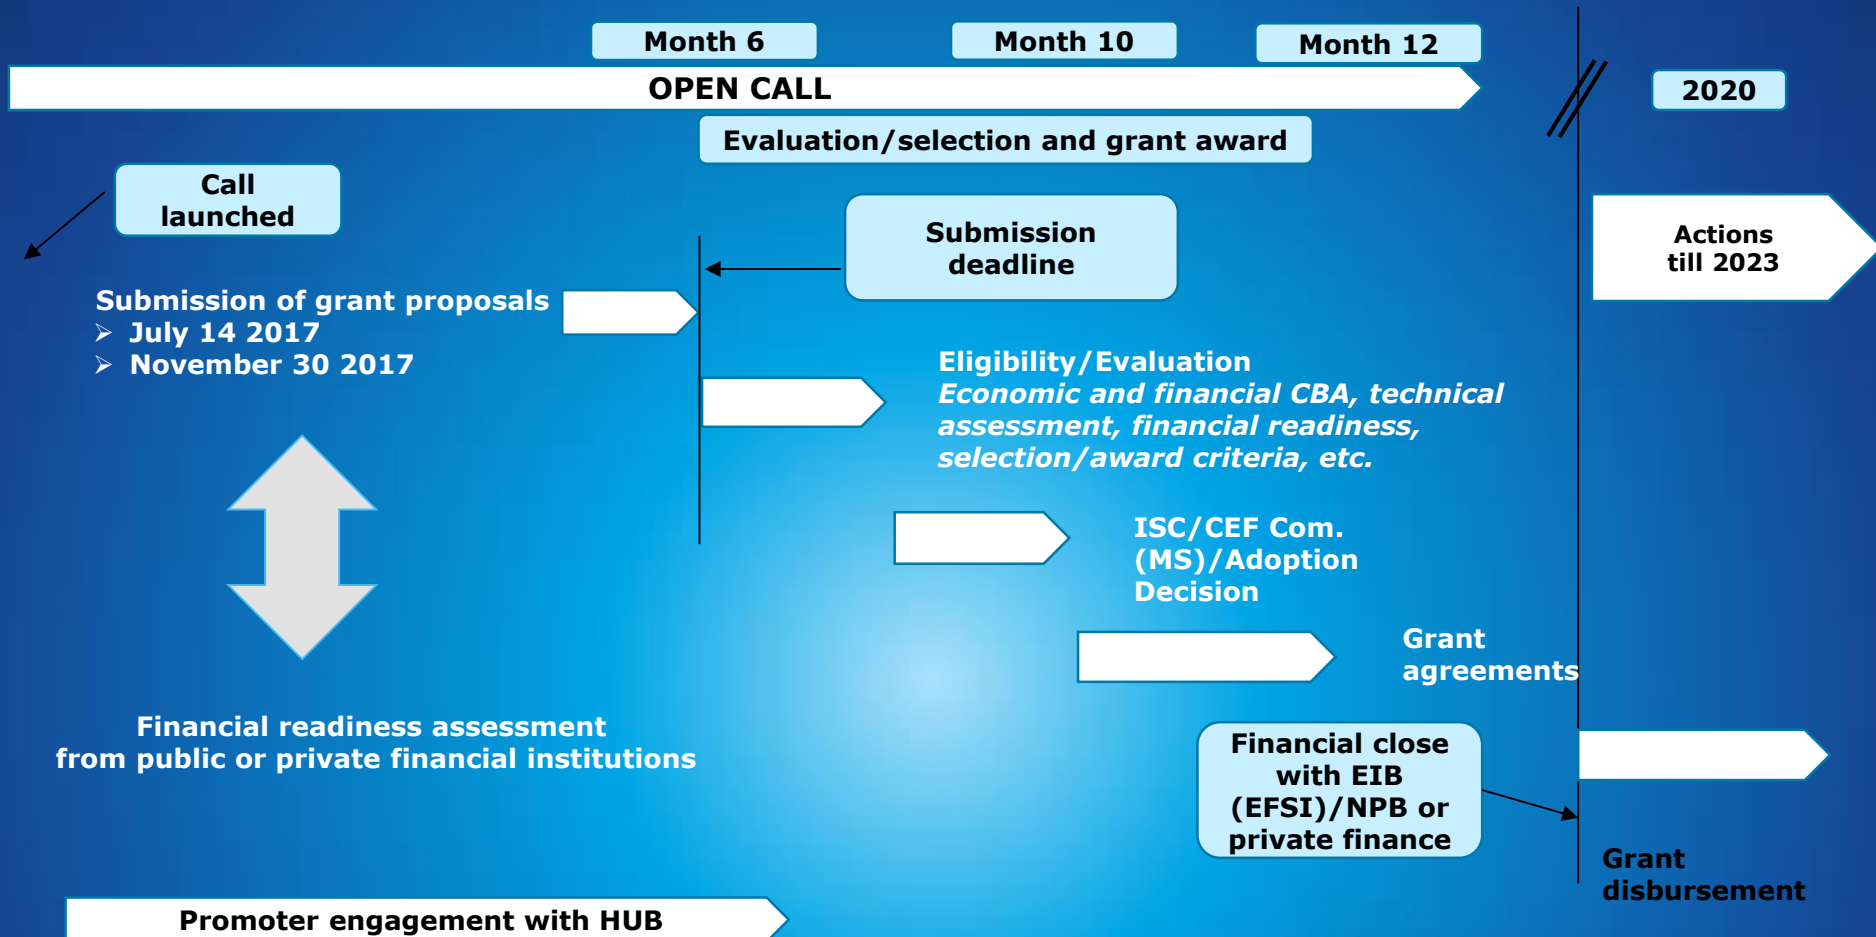 Month 6
Month 10
Month 12
OPEN CALL
2020
Evaluation/selection and grant award
Call
launched
Submission
deadline
Actions
till 2023
Submission of grant proposals
➢ July 14 2017
➢ November 30 2017
Eligibility/Evaluation
Economic and financial CBA, technical
assessment, financial readiness,
selection/award criteria, etc.
ISC/CEF Com.
(MS)/Adoption
Decision
Grant
agreements
Financial readiness assessment
from public or private financial institutions
Financial close
with EIB
(EFSI)/NPB or
private finance
Grant
disbursement
Promoter engagement with HUB